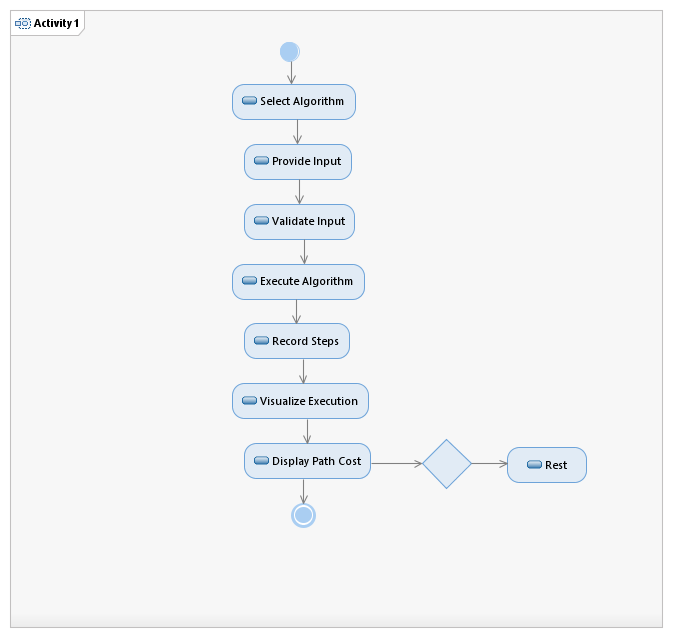 Activity 1
Select Algorithm
Provide Input
Validate Input
Execute Algorithm
Record Steps
Visualize Execution
Display Path Cost
Rest